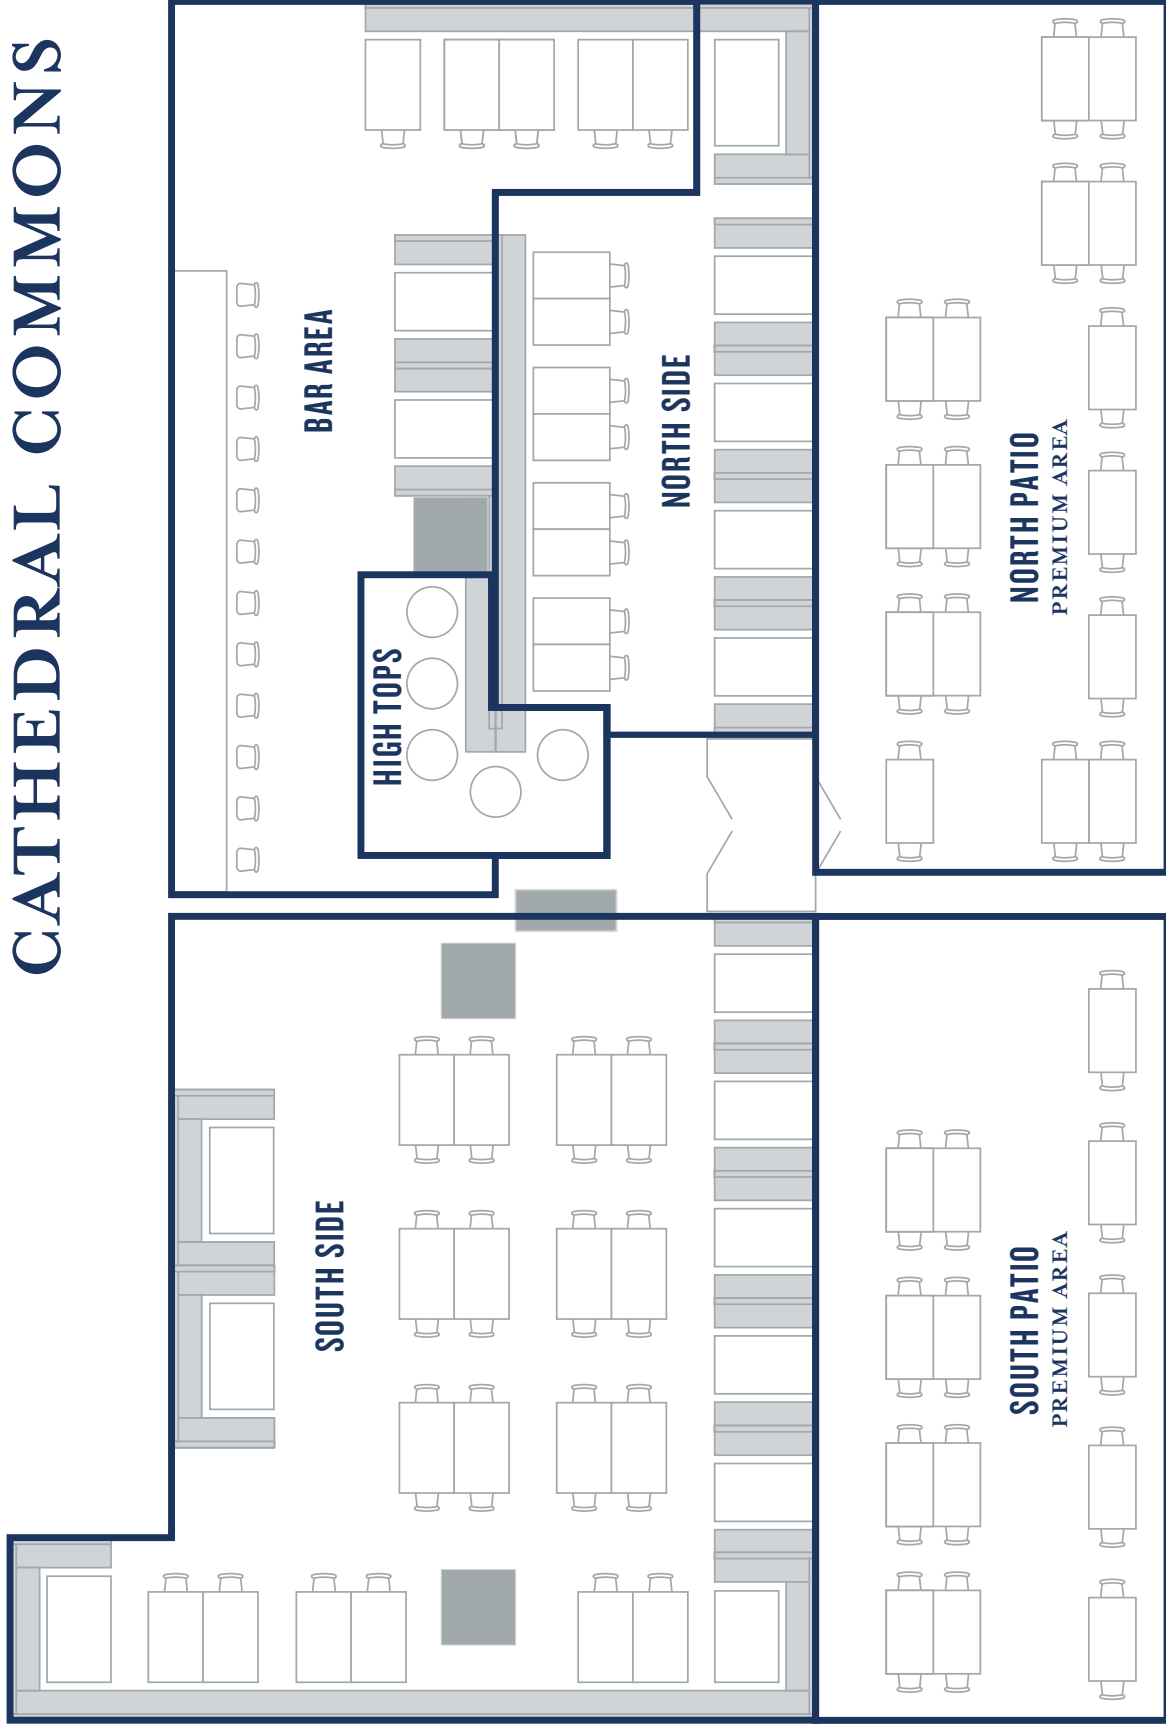 CATHEDRAL COMMONS
BAR AREA
HIGH TOPS
NORTH SIDE
NORTH PATIO
PREMIUM AREA
SOUTH SIDE
SOUTH PATIO
PREMIUM AREA